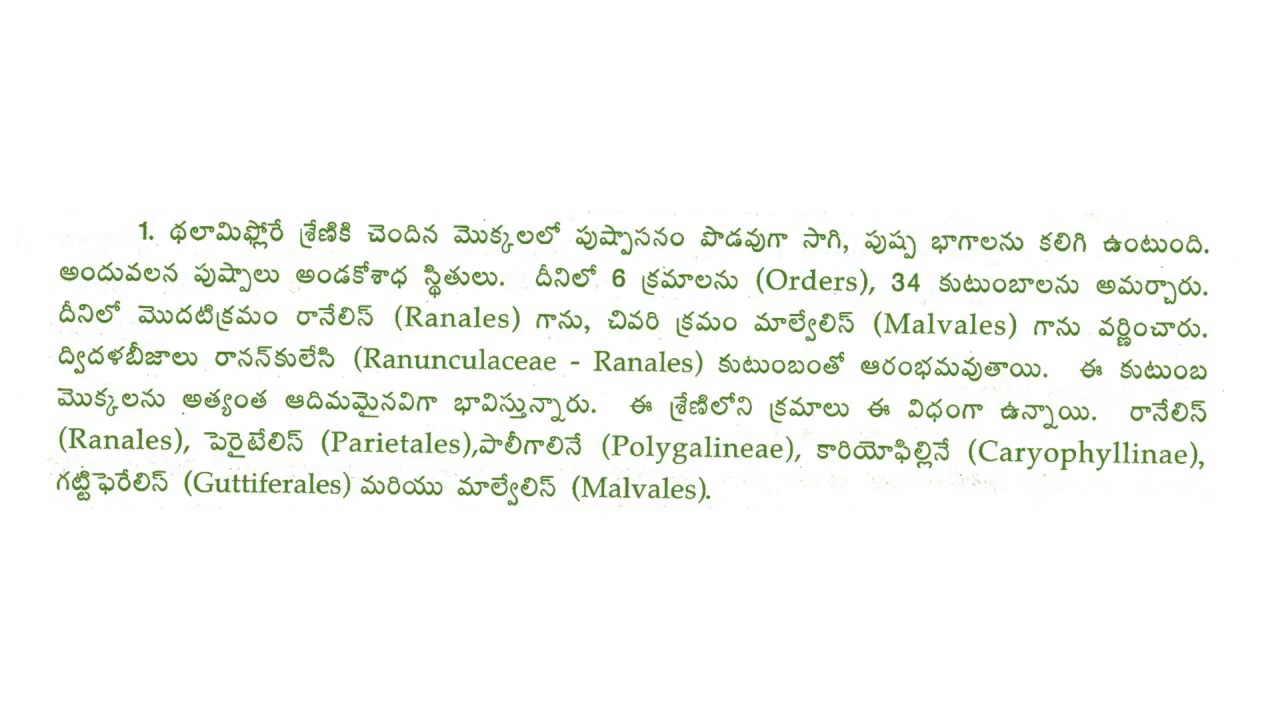 1. థలామిఫ్లోరే శ్రేణికి చెందిన మొక్కలలో పుష్పాసనం పొడవుగా సాగి, పుష్ప భాగాలను కలిగి ఉంటుంది.
అందువలన పుష్పాలు అండకోశాధ స్థితులు. దీనిలో 6 క్రమాలను (Orders), 34 కుటుంబాలను అమర్చారు.
దీనిలో మొదటిక్రమం రానేలిస్ (Ranales) గాను, చివరి క్రమం మాల్వేలిస్ (Malvales) గాను వర్ణించారు.
ద్విదళబీజాలు రానన్‌కులేసి (Ranunculaceae - Ranales) కుటుంబంతో ఆరంభమవుతాయి. ఈ కుటుంబ
మొక్కలను అత్యంత ఆదిమమైనవిగా భావిస్తున్నారు. ఈ శ్రేణిలోని క్రమాలు ఈ విధంగా ఉన్నాయి. రానేలిస్
(Ranales), పెరైటేలిస్ (Parietales),పాలీగాలినే (Polygalineae), కారియోఫిల్లినే (Caryophyllinae),
గట్టిఫెరేలిస్ (Guttiferales) మరియు మాల్వేలిస్ (Malvales).